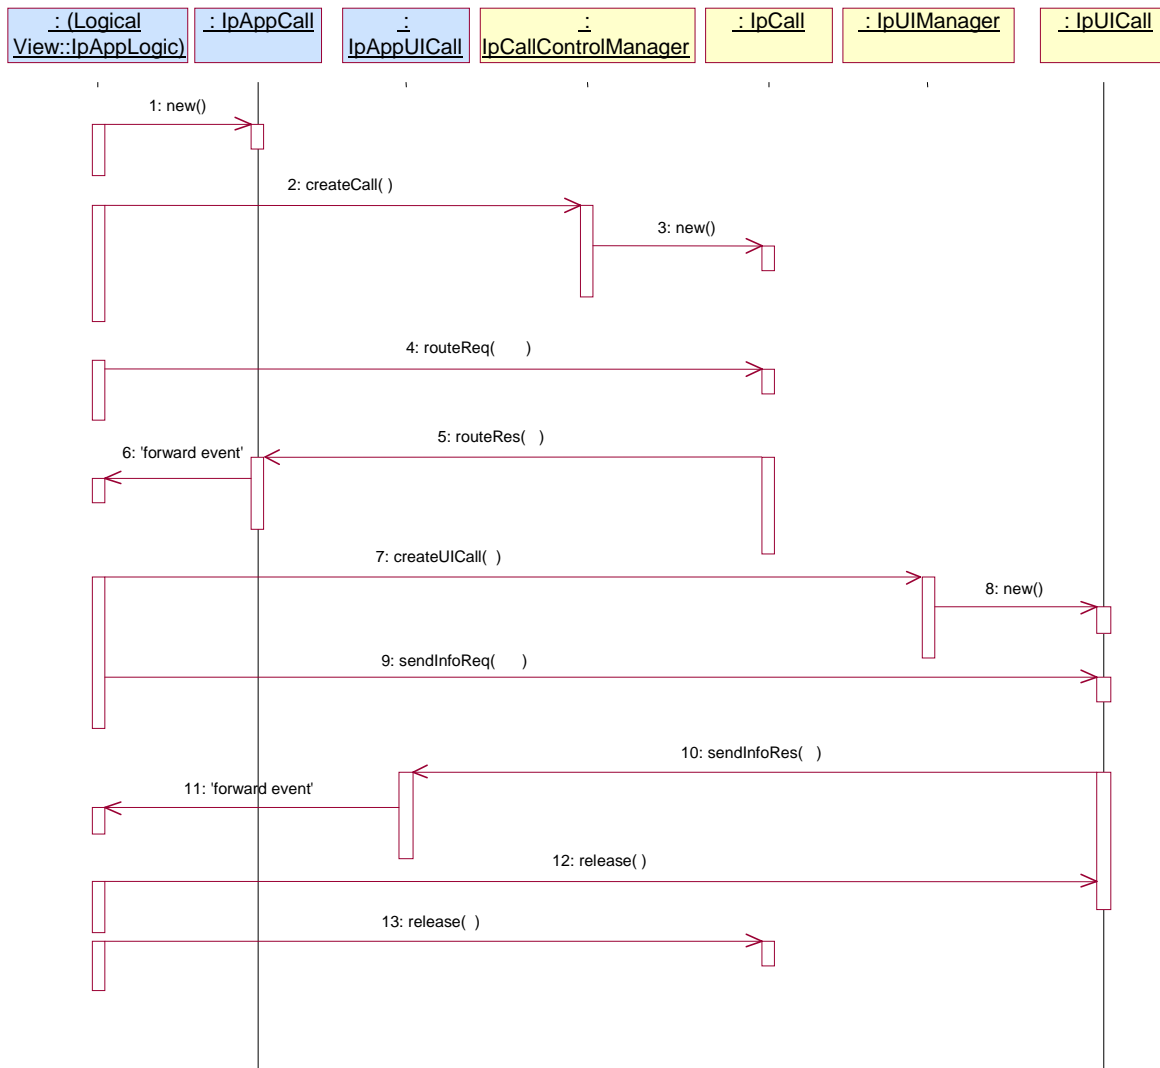 : (Logical
View::IpAppLogic)
: IpAppCall
:
IpAppUICall
:
IpCallControlManager
: IpCall
: IpUIManager
: IpUICall
1: new()
2: createCall( )
3: new()
4: routeReq( )
5: routeRes( )
6: 'forward event'
7: createUICall( )
8: new()
9: sendInfoReq( )
10: sendInfoRes( )
11: 'forward event'
12: release( )
13: release( )